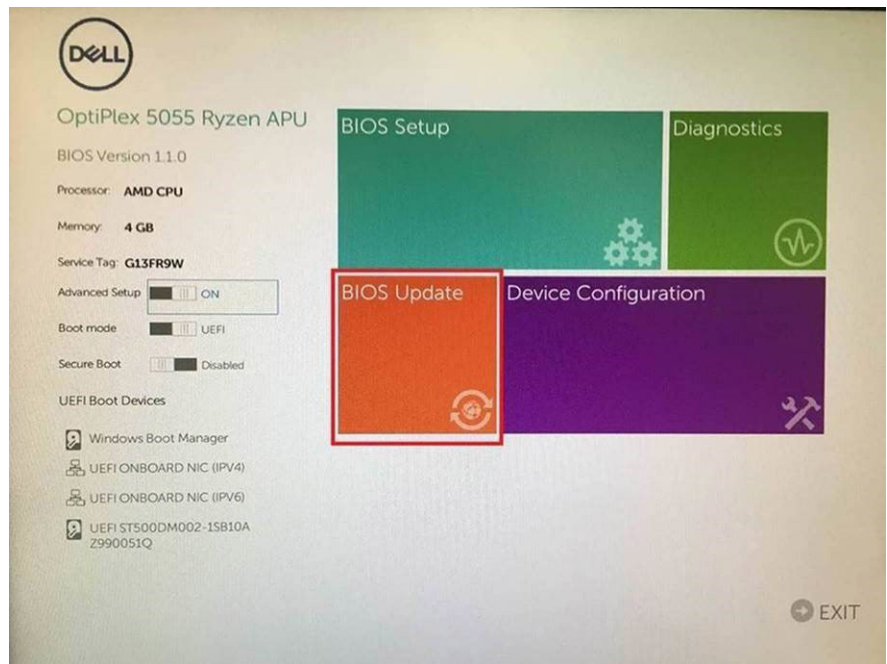 DELL
OptiPlex 5055 Ryzen APU
BIOS Version 1.1.0
Processor: AMD CPU
Memory: 4 GB
Service Tag: G13FR9W
Advanced Setup ON
Boot mode UEFI
Secure Boot Disabled
UEFI Boot Devices
Windows Boot Manager
UEFI ONBOARD NIC (IPV4)
UEFI ONBOARD NIC (IPV6)
UEFI ST500DM002-1SB10A
Z990051Q
BIOS Setup
Diagnostics
BIOS Update
Device Configuration
EXIT